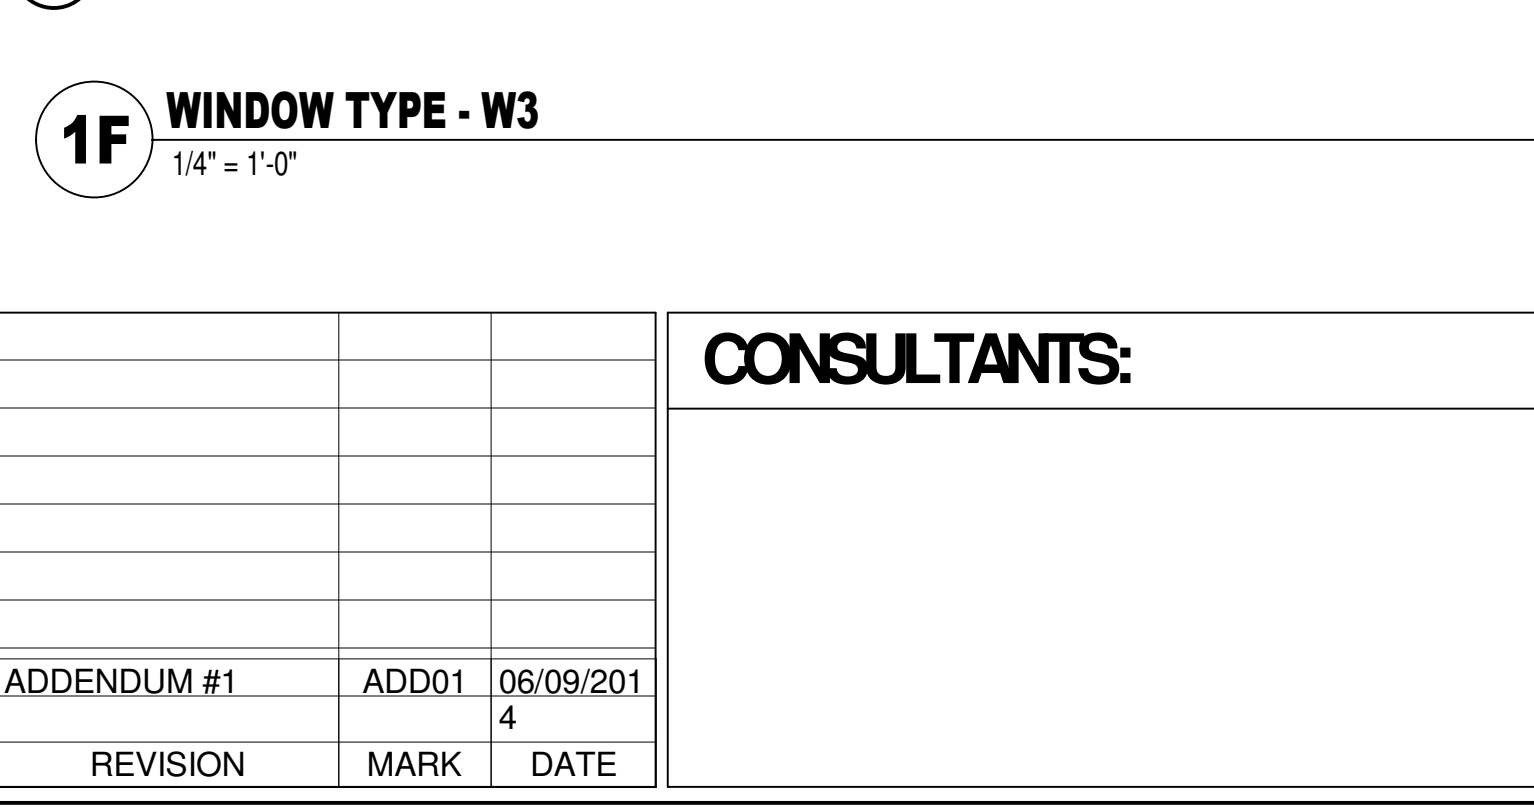 1F
WINDOW TYPE - W3
1/4" = 1'-0"
CONSULTANTS:
ADDENDUM #1 ADD01 06/09/201
4
REVISION MARK DATE